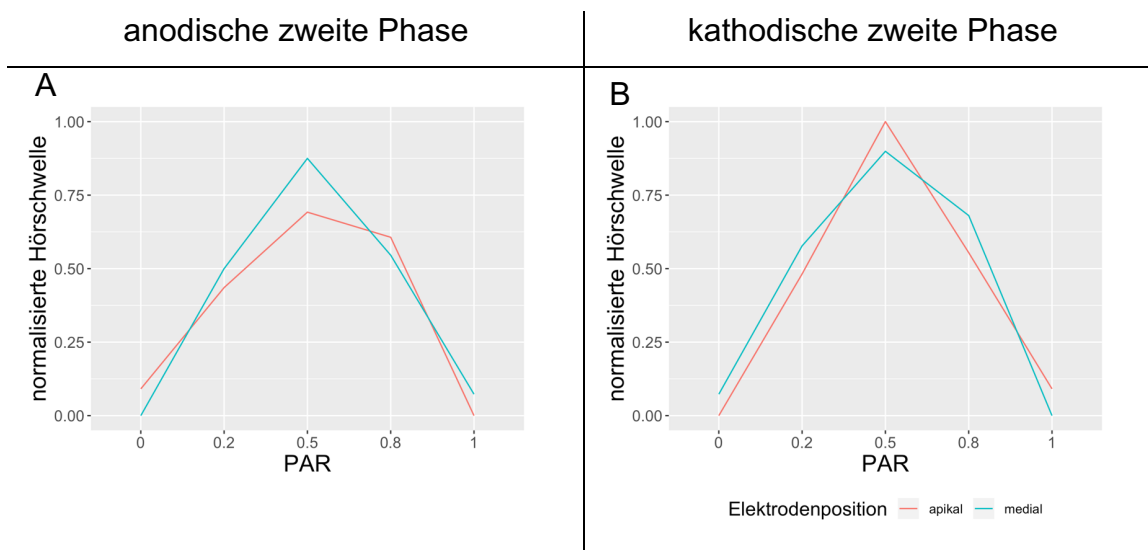 anodische zweite Phase
kathodische zweite Phase
A
normalisierte Hörschwelle
1.00
0.75
0.50
0.25
0.00
0 0.2 0.5 0.8 1
PAR
B
normalisierte Hörschwelle
1.00
0.75
0.50
0.25
0.00
0 0.2 0.5 0.8 1
PAR
Elektrodenposition apikal medial